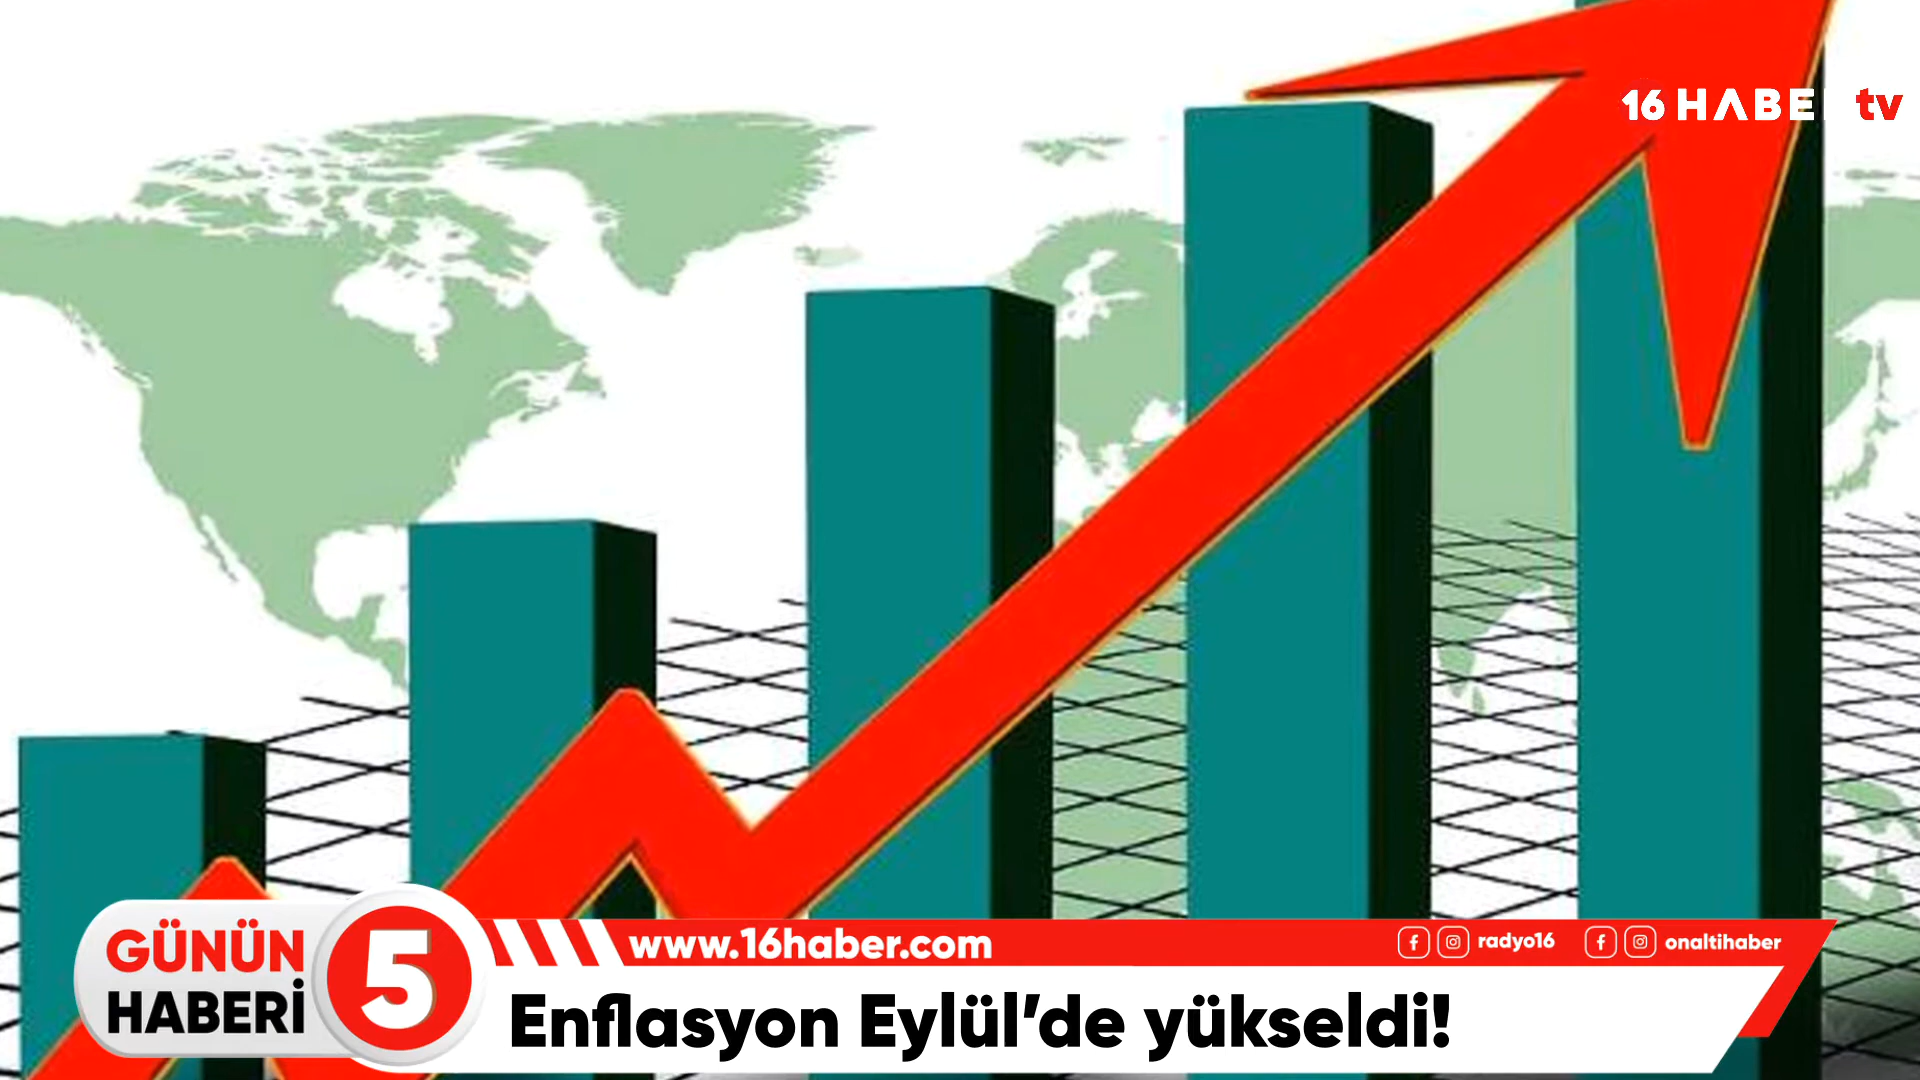 16 HABE tv
www.16haber.com
radyo16
onaltihaber
GÜNÜN
HABERİ
5
Enflasyon Eylül’de yükseldi!